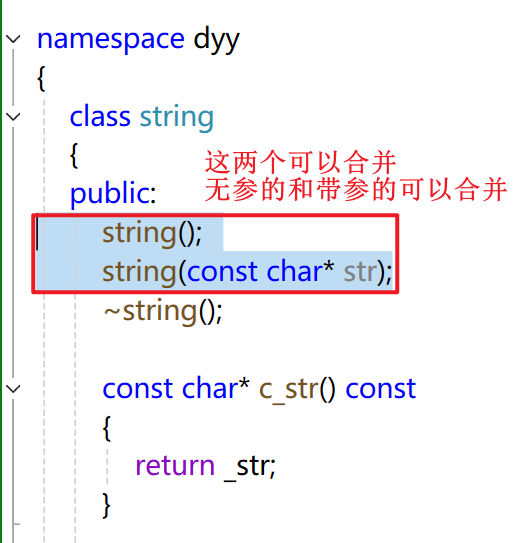 namespace dyy
{
class string
{
这两个可以合并
public:
无参的和带参的可以合并
string();
string(const char* str);
~string();
const char* c_str() const
{
return _str;
}